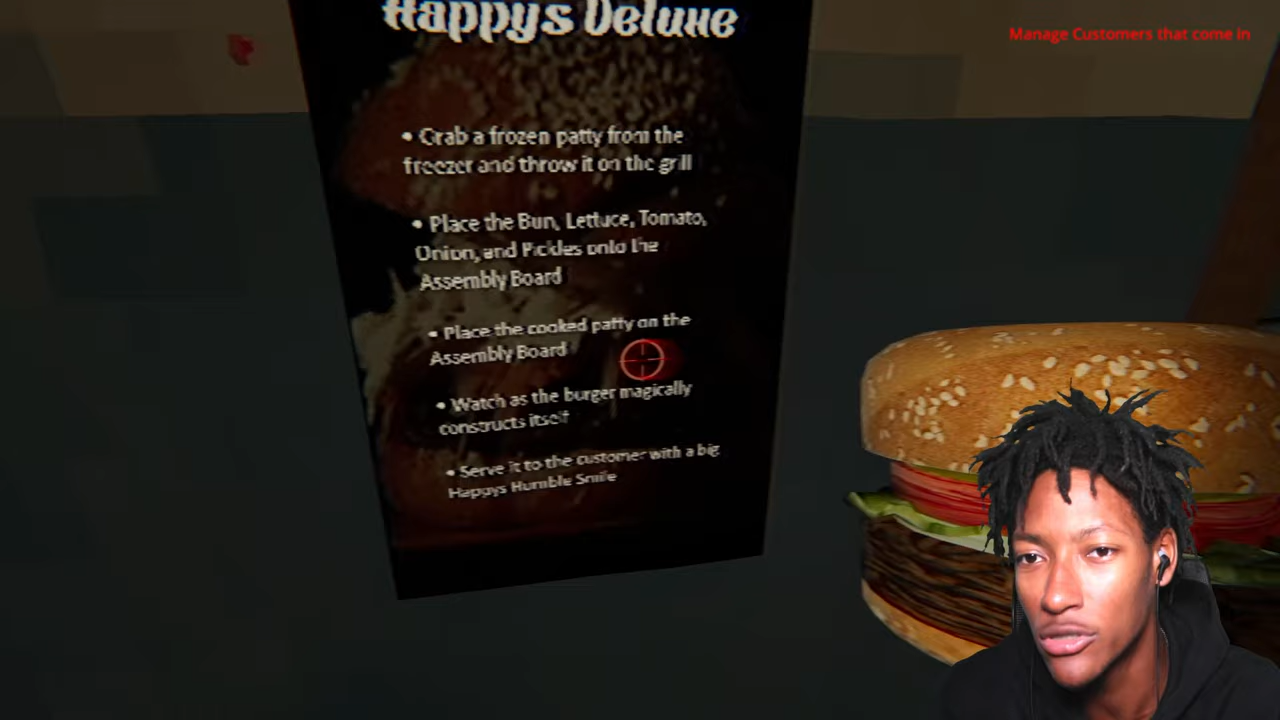 Happys Deluxe
Manage Customers that come in
• Grab a frozen patty from the
freezer and throw it on the grill
• Place the Bun, Lettuce, Tomato,
Onion, and Pickles onto the
Assembly Board
• Place the cooked patty on the
Assembly Board
• Watch as the burger magically
constructs itself
• Serve it to the customer with a big
Happys Humble Smile